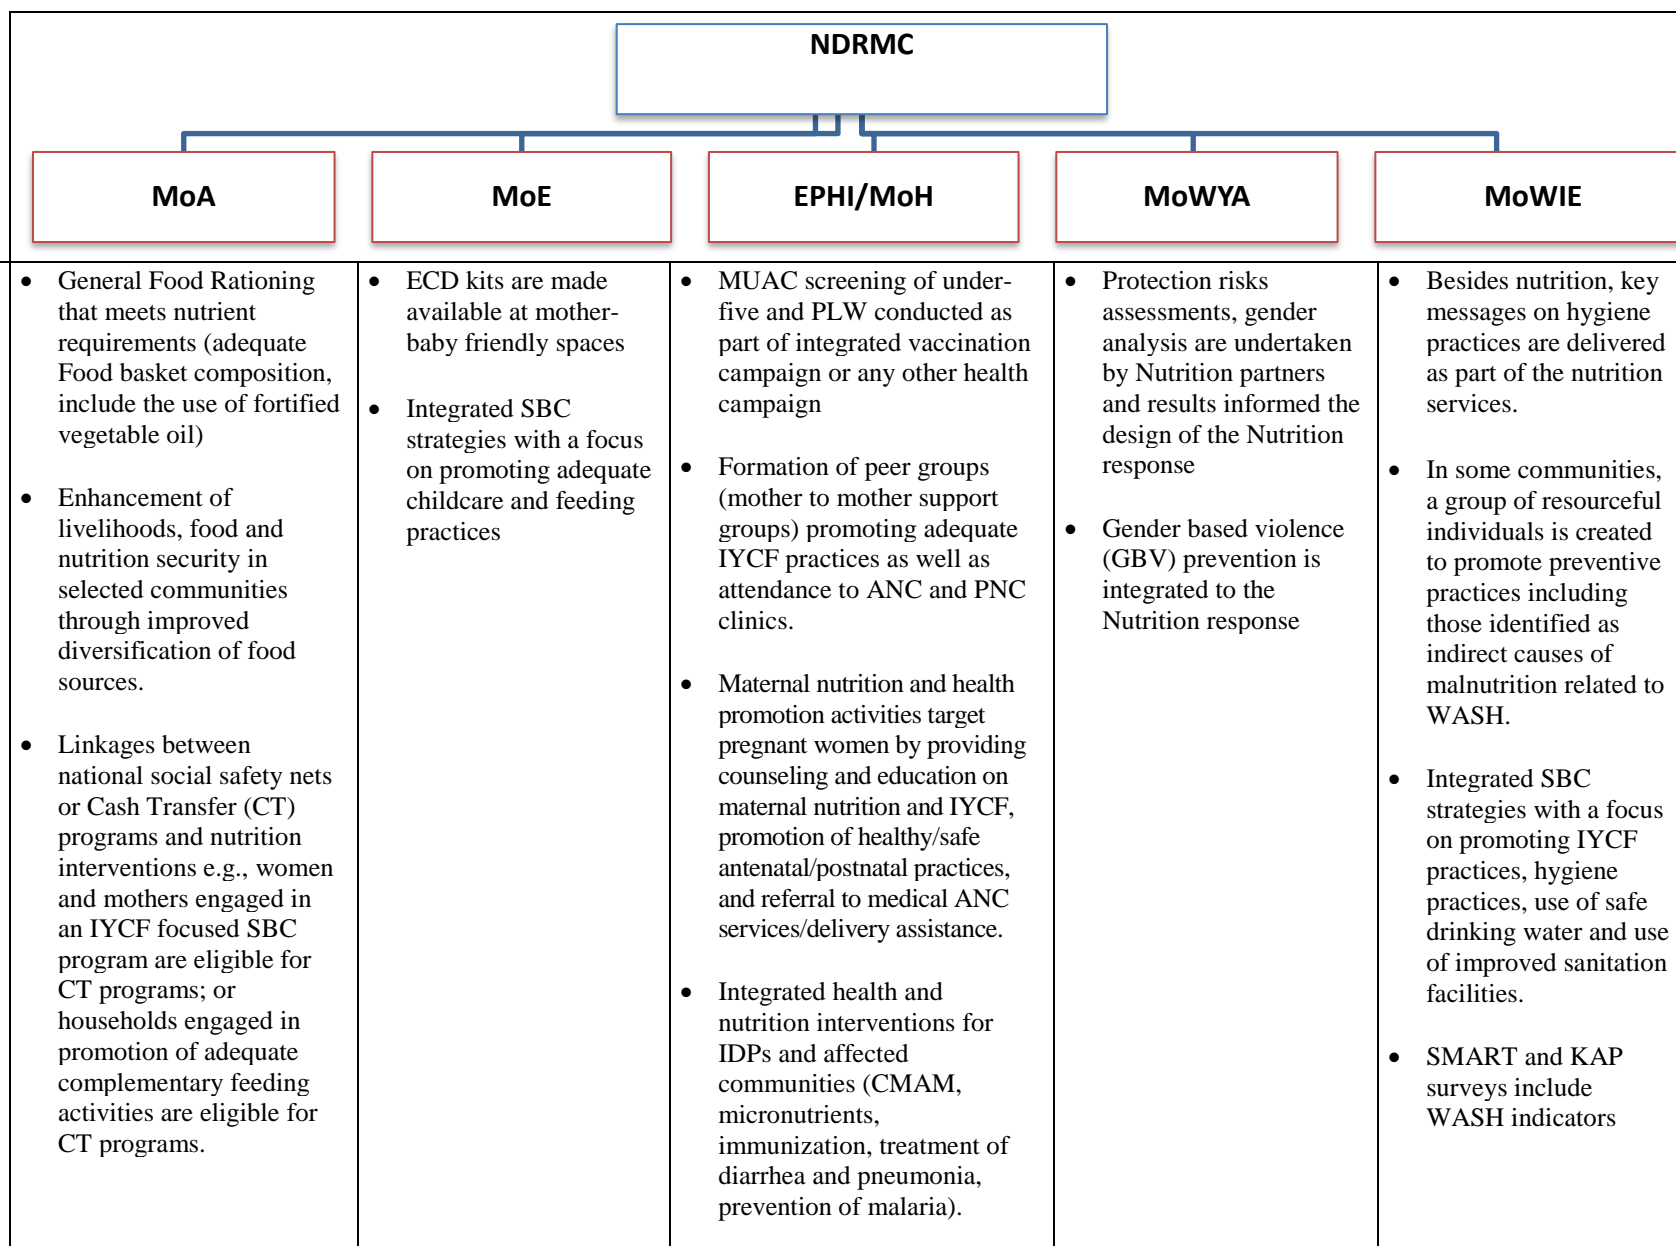 NDRMC
MoA
MoE
EPHI/MoH
MoWYA
MoWIE
• General Food Rationing
that meets nutrient
requirements (adequate
Food basket composition,
include the use of fortified
vegetable oil)
• Enhancement of
livelihoods, food and
nutrition security in
selected communities
through improved
diversification of food
sources.
• Linkages between
national social safety nets
or Cash Transfer (CT)
programs and nutrition
interventions e.g., women
and mothers engaged in
an IYCF focused SBC
program are eligible for
CT programs; or
households engaged in
promotion of adequate
complementary feeding
activities are eligible for
CT programs.
• ECD kits are made
available at mother-
baby friendly spaces
• Integrated SBC
strategies with a focus
on promoting adequate
childcare and feeding
practices
• MUAC screening of under-
five and PLW conducted as
part of integrated vaccination
campaign or any other health
campaign
• Formation of peer groups
(mother to mother support
groups) promoting adequate
IYCF practices as well as
attendance to ANC and PNC
clinics.
• Maternal nutrition and health
promotion activities target
pregnant women by providing
counseling and education on
maternal nutrition and IYCF,
promotion of healthy/safe
antenatal/postnatal practices,
and referral to medical ANC
services/delivery assistance.
• Integrated health and
nutrition interventions for
IDPs and affected
communities (CMAM,
micronutrients,
immunization, treatment of
diarrhea and pneumonia,
prevention of malaria).
• Protection risks
assessments, gender
analysis are undertaken
by Nutrition partners
and results informed the
design of the Nutrition
response
• Gender based violence
(GBV) prevention is
integrated to the
Nutrition response
• Besides nutrition, key
messages on hygiene
practices are delivered
as part of the nutrition
services.
• In some communities,
a group of resourceful
individuals is created
to promote preventive
practices including
those identified as
indirect causes of
malnutrition related to
WASH.
• Integrated SBC
strategies with a focus
on promoting IYCF
practices, hygiene
practices, use of safe
drinking water and use
of improved sanitation
facilities.
• SMART and KAP
surveys include
WASH indicators